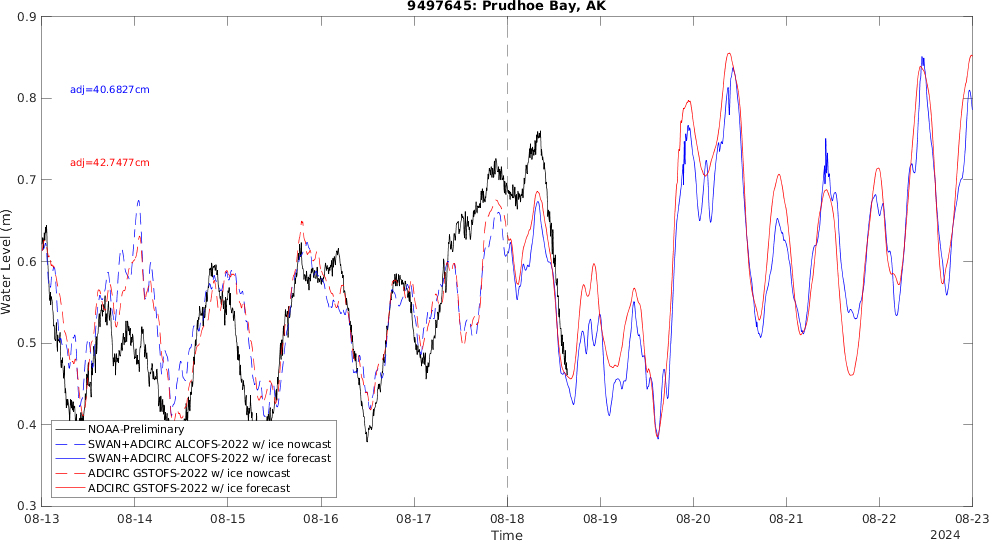 9497645: Prudhoe Bay, AK
0.9
adj=40.6827cm
0.8
adj=42.7477cm
0.7
0.6
Water Level (m)
0.5
0.4
NOAA-Preliminary
SWAN+ADCIRC ALCOFS-2022 w/ ice nowcast
SWAN+ADCIRC ALCOFS-2022 w/ ice forecast
ADCIRC GSTOFS-2022 w/ ice nowcast
ADCIRC GSTOFS-2022 w/ ice forecast
0.3
08-13 08-14 08-15 08-16 08-17 08-18 08-19 08-20 08-21 08-22 08-23
Time
2024